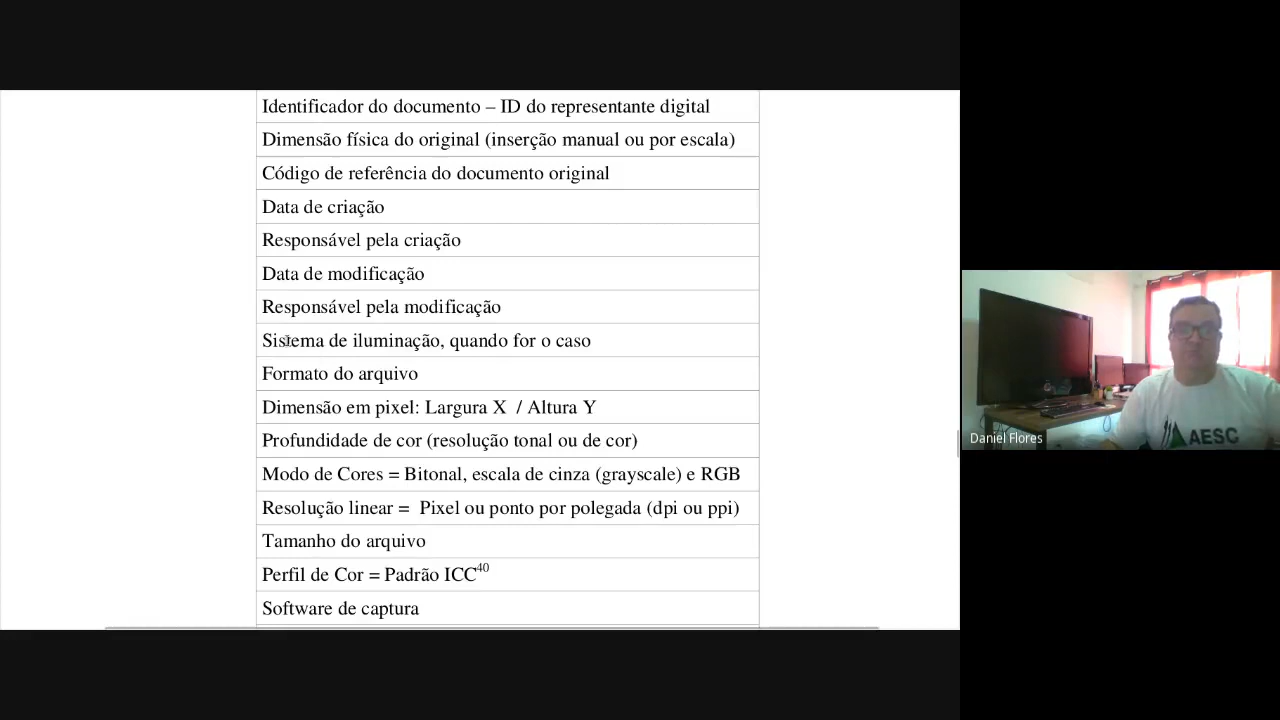 Identificador do documento – ID do representante digital
Dimensão física do original (inserção manual ou por escala)
Código de referência do documento original
Data de criação
Responsável pela criação
Data de modificação
Responsável pela modificação
Sistema de iluminação, quando for o caso
Formato do arquivo
Dimensão em pixel: Largura X / Altura Y
Profundidade de cor (resolução tonal ou de cor)
Modo de Cores = Bitonal, escala de cinza (grayscale) e RGB
Resolução linear = Pixel ou ponto por polegada (dpi ou ppi)
Tamanho do arquivo
Perfil de Cor = Padrão ICC40
Software de captura
Daniel Flores
AESC